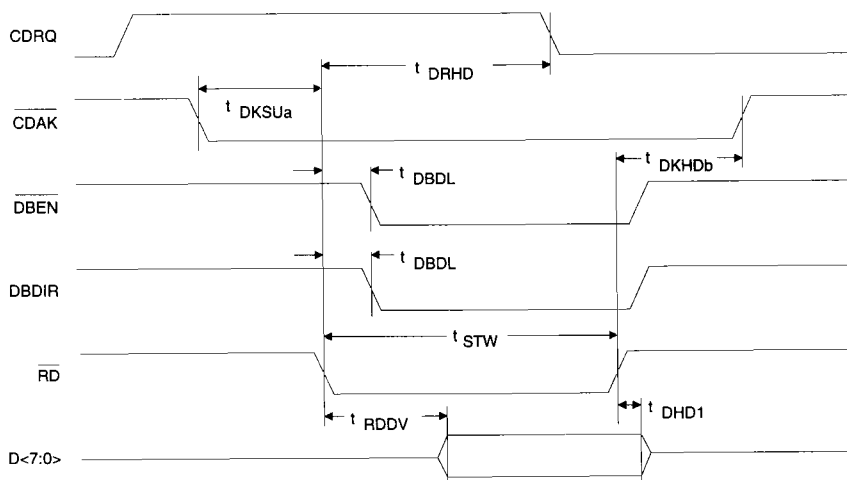 CDRQ
t DRHD
t DKSUa
CDAK
t DKHDb
t DBDL
DBEN
t DBDL
DBDIR
t STW
RD
t RDDV
t DHD1
D<7:0>